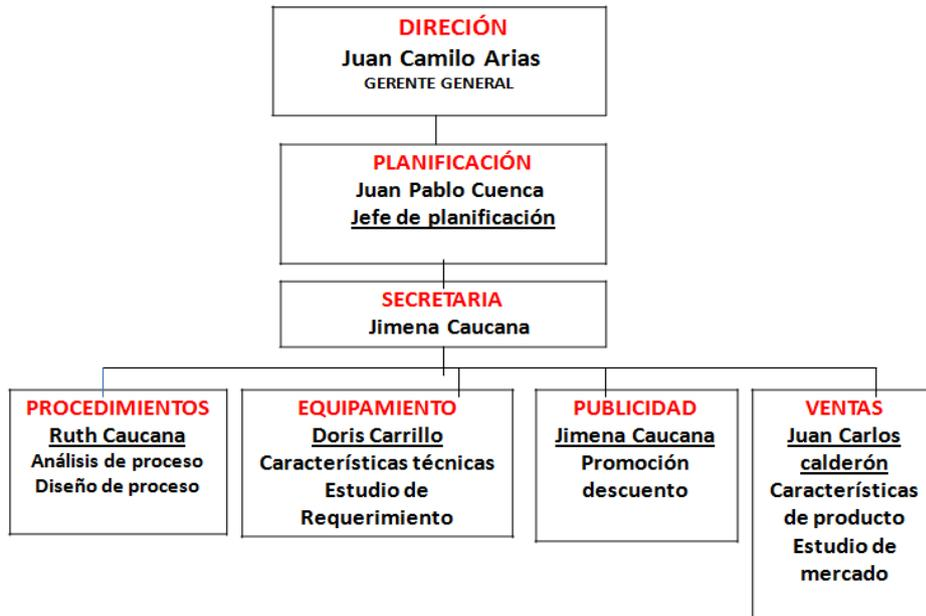 DIRECIÓN
Juan Camilo Arias
GERENTE GENERAL
PLANIFICACIÓN
Juan Pablo Cuenca
Jefe de planificación
SECRETARIA
Jimena Caucana
PROCEDIMIENTOS
Ruth Caucana
Análisis de proceso
Diseño de proceso
EQUIPAMIENTO
Doris Carrillo
Características técnicas
Estudio de
Requerimiento
PUBLICIDAD
Jimena Caucana
Promoción
descuento
VENTAS
Juan Carlos
calderón
Características
de producto
Estudio de
mercado